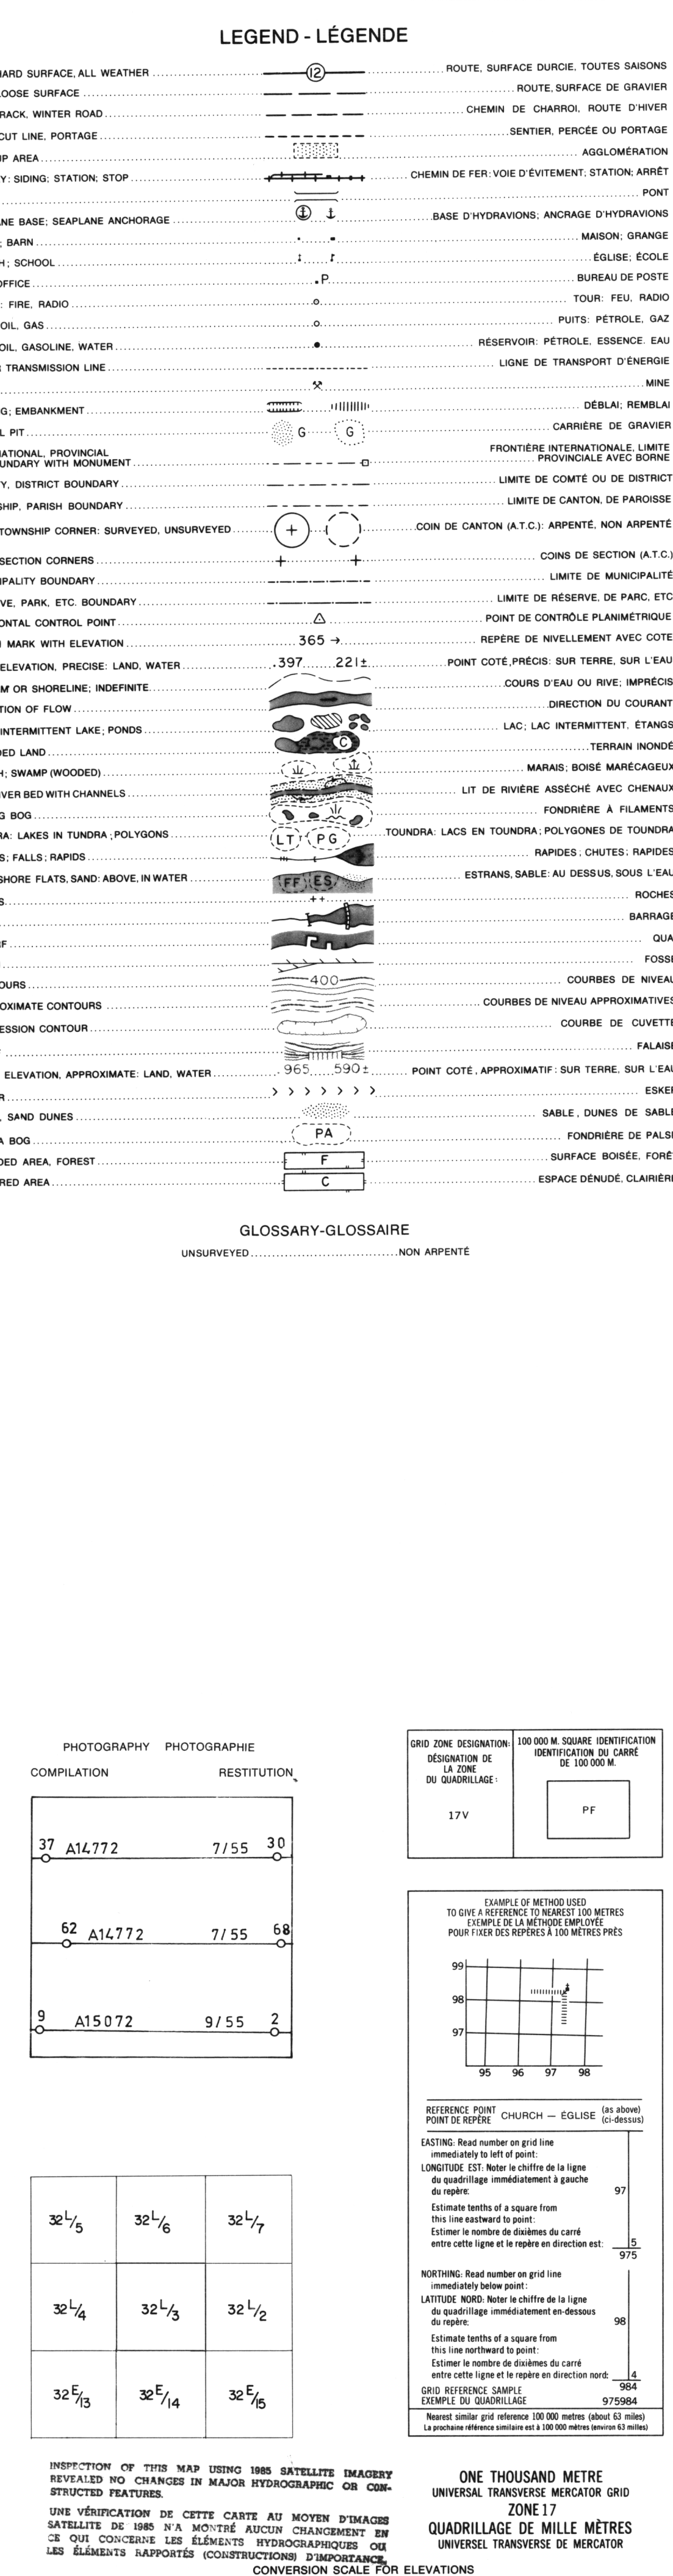 LEGEND - LÉGENDE
HARD SURFACE, ALL WEATHER 12 ROUTE, SURFACE DURCIE, TOUTES SAISONS
LOOSE SURFACE ROUTE, SURFACE DE GRAVIER
RACK, WINTER ROAD CHEMIN DE CHARROI, ROUTE D'HIVER
CUT LINE, PORTAGE SENTIER, PERCÉE OU PORTAGE
UP AREA AGGLOMÉRATION
Y: SIDING; STATION; STOP CHEMIN DE FER: VOIE D'ÉVITEMENT; STATION; ARRÊT
PONT
NE BASE; SEAPLANE ANCHORAGE BASE D'HYDRAVIONS; ANCRAGE D'HYDRAVIONS
; BARN MAISON; GRANGE
H; SCHOOL ÉGLISE; ÉCOLE
OFFICE .P BUREAU DE POSTE
: FIRE, RADIO TOUR: FEU, RADIO
OIL, GAS PUITS: PÉTROLE, GAZ
OIL, GASOLINE, WATER RÉSERVOIR: PÉTROLE, ESSENCE. EAU
TRANSMISSION LINE LIGNE DE TRANSPORT D'ÉNERGIE
MINE
G; EMBANKMENT DÉBLAI; REMBLAI
L PIT G G CARRIÈRE DE GRAVIER
NATIONAL, PROVINCIAL FRONTIÈRE INTERNATIONALE, LIMITE
UNDARY WITH MONUMENT PROVINCIALE AVEC BORNE
Y, DISTRICT BOUNDARY LIMITE DE COMTÉ OU DE DISTRICT
SHIP, PARISH BOUNDARY LIMITE DE CANTON, DE PAROISSE
TOWNSHIP CORNER: SURVEYED, UNSURVEYED COIN DE CANTON (A.T.C.): ARPENTÉ, NON ARPENTÉ
SECTION CORNERS COINS DE SECTION (A.T.C.)
IPALITY BOUNDARY LIMITE DE MUNICIPALITÉ
VE, PARK, ETC. BOUNDARY LIMITE DE RÉSERVE, DE PARC, ETC
ONTAL CONTROL POINT POINT DE CONTRÔLE PLANIMÉTRIQUE
MARK WITH ELEVATION 365 → REPÈRE DE NIVELLEMENT AVEC COTE
ELEVATION, PRECISE: LAND, WATER .397 221± POINT COTÉ, PRÉCIS: SUR TERRE, SUR L'EAU
M OR SHORELINE; INDEFINITE COURS D'EAU OU RIVE; IMPRÉCIS
TION OF FLOW DIRECTION DU COURANT
INTERMITTENT LAKE; PONDS LAC; LAC INTERMITTENT, ÉTANGS
DED LAND C TERRAIN INONDÉ
H; SWAMP (WOODED) MARAIS; BOISÉ MARÉCAGEUX
IVER BED WITH CHANNELS LIT DE RIVIÈRE ASSÉCHÉ AVEC CHENAUX
G BOG FONDRIÈRE À FILAMENTS
RA: LAKES IN TUNDRA; POLYGONS LT PG TOUNDRA: LACS EN TOUNDRA; POLYGONES DE TOUNDRA
S; FALLS; RAPIDS RAPIDES; CHUTES; RAPIDES
SHORE FLATS, SAND: ABOVE, IN WATER FF ES ESTRANS, SABLE: AU DESSUS, SOUS L'EAU
S ROCHES
BARRAGE
F QUA
FOSSÉ
OURS 400 COURBES DE NIVEAU
OXIMATE CONTOURS COURBES DE NIVEAU APPROXIMATIVES
ESSION CONTOUR COURBE DE CUVETTE
FALAISE
ELEVATION, APPROXIMATE: LAND, WATER .965 590± POINT COTÉ, APPROXIMATIF: SUR TERRE, SUR L'EAU
R ESKER
, SAND DUNES SABLE, DUNES DE SABLE
A BOG PA FONDRIÈRE DE PALSE
DED AREA, FOREST F SURFACE BOISÉE, FORÊT
RED AREA C ESPACE DÉNUDÉ, CLAIRIÈRE
GLOSSARY-GLOSSAIRE
UNSURVEYED NON ARPENTÉ
PHOTOGRAPHY PHOTOGRAPHIE
COMPILATION RESTITUTION
37 A14772 7/55 30
62 A14772 7/55 68
9 A15072 9/55 2
32 L/5 32 L/6 32 L/7
32 L/4 32 L/3 32 L/2
32 E/13 32 E/14 32 E/15
INSPECTION OF THIS MAP USING 1985 SATELLITE IMAGERY
REVEALED NO CHANGES IN MAJOR HYDROGRAPHIC OR CON-
STRUCTED FEATURES.
UNE VÉRIFICATION DE CETTE CARTE AU MOYEN D'IMAGES
SATELLITE DE 1985 N'A MONTRÉ AUCUN CHANGEMENT EN
CE QUI CONCERNE LES ÉLÉMENTS HYDROGRAPHIQUES OU
LES ÉLÉMENTS RAPPORTÉS (CONSTRUCTIONS) D'IMPORTANCE.
GRID ZONE DESIGNATION:
DÉSIGNATION DE
LA ZONE
DU QUADRILLAGE:
17V
100 000 M. SQUARE IDENTIFICATION
IDENTIFICATION DU CARRÉ
DE 100 000 M.
PF
EXAMPLE OF METHOD USED
TO GIVE A REFERENCE TO NEAREST 100 METRES
EXEMPLE DE LA MÉTHODE EMPLOYÉE
POUR FIXER DES REPÈRES À 100 MÈTRES PRÈS
99
98
97
95 96 97 98
REFERENCE POINT
POINT DE REPÈRE
CHURCH — ÉGLISE
(as above)
(ci-dessus)
EASTING: Read number on grid line
immediately to left of point:
LONGITUDE EST: Noter le chiffre de la ligne
du quadrillage immédiatement à gauche
du repère: 97
Estimate tenths of a square from
this line eastward to point:
Estimer le nombre de dixièmes du carré
entre cette ligne et le repère en direction est: 5
975
NORTHING: Read number on grid line
immediately below point:
LATITUDE NORD: Noter le chiffre de la ligne
du quadrillage immédiatement en-dessous
du repère: 98
Estimate tenths of a square from
this line northward to point:
Estimer le nombre de dixièmes du carré
entre cette ligne et le repère en direction nord: 4
984
GRID REFERENCE SAMPLE
EXEMPLE DU QUADRILLAGE 975984
Nearest similar grid reference 100 000 metres (about 63 miles)
La prochaine référence similaire est à 100 000 mètres (environ 63 milles)
ONE THOUSAND METRE
UNIVERSAL TRANSVERSE MERCATOR GRID
ZONE 17
QUADRILLAGE DE MILLE MÈTRES
UNIVERSEL TRANSVERSE DE MERCATOR
CONVERSION SCALE FOR ELEVATIONS